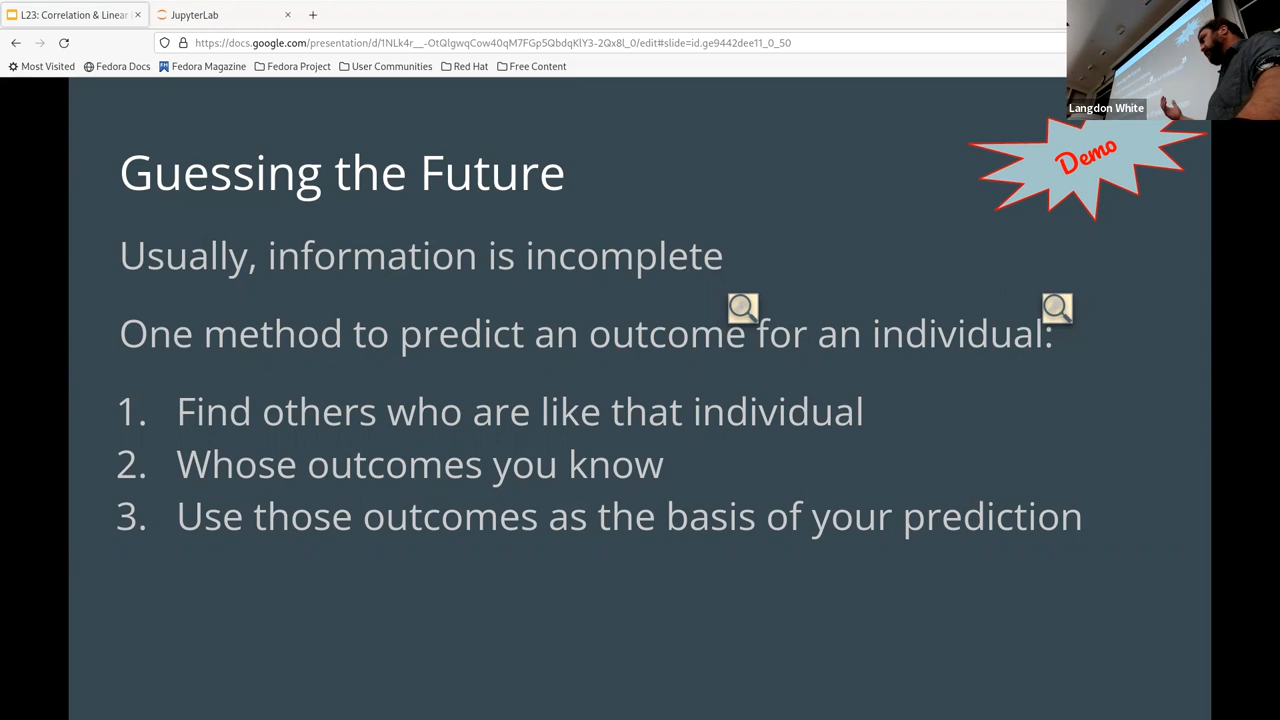 L23: Correlation & Linear
JupyterLab
https://docs.google.com/presentation/d/1NLk4r__-OtQlgwqCow40qM7FGp5QbdqKlY3-2Qx8l_0/edit#slide=id.ge9442dee11_0_50
Most Visited Fedora Docs Fedora Magazine Fedora Project User Communities Red Hat Free Content
Langdon White
Demo
Guessing the Future
Usually, information is incomplete
One method to predict an outcome for an individual:
1. Find others who are like that individual
2. Whose outcomes you know
3. Use those outcomes as the basis of your prediction